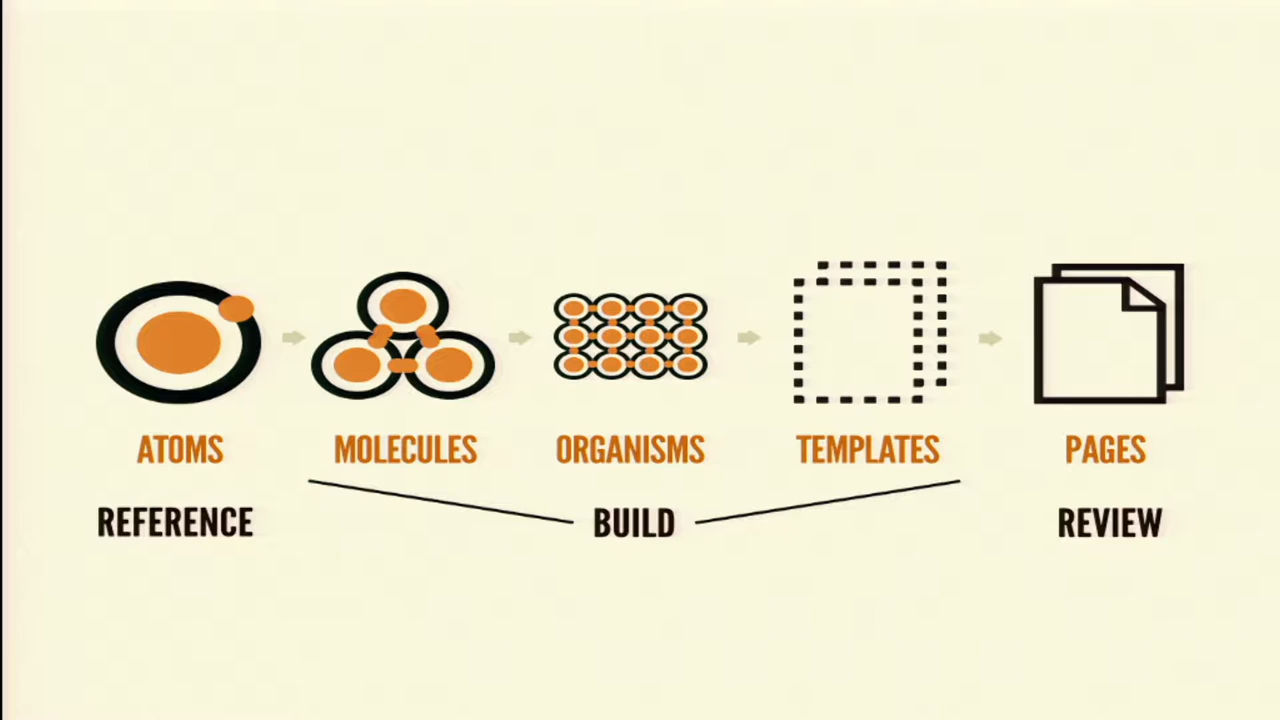 ATOMS MOLECULES ORGANISMS TEMPLATES PAGES
REFERENCE BUILD REVIEW